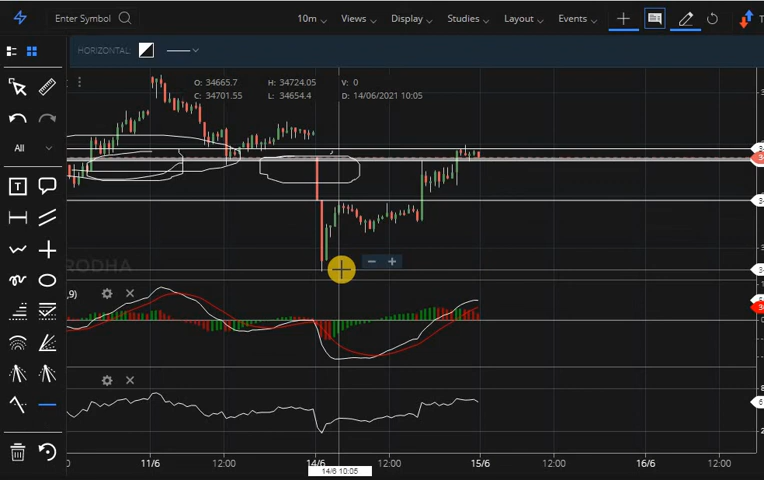 Enter Symbol 10m Views Display Studies Layout Events
HORIZONTAL:
O: 34665.7 H: 34724.05 V: 0
C: 34701.55 L: 34654.4 D: 14/06/2021 10:05
All
T
RODHA
,9)
11/6 12:00 14/6 12:00 15/6 12:00 16/6 12:00
14/6 10:05